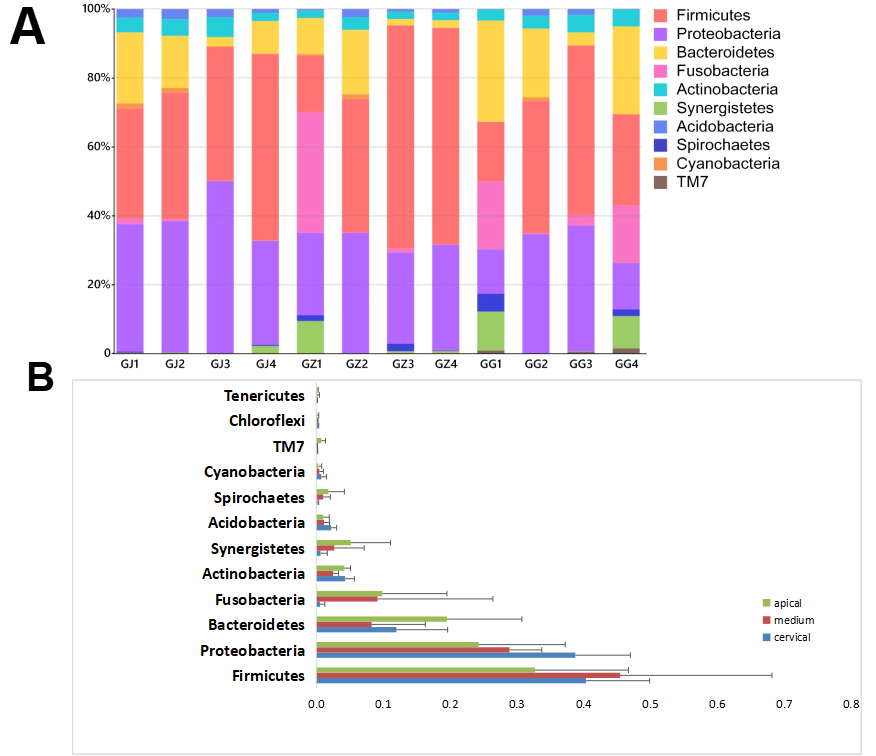 A
100%
80%
60%
40%
20%
0
GJ1 GJ2 GJ3 GJ4 GZ1 GZ2 GZ3 GZ4 GG1 GG2 GG3 GG4
Firmicutes
Proteobacteria
Bacteroidetes
Fusobacteria
Actinobacteria
Synergistetes
Acidobacteria
Spirochaetes
Cyanobacteria
TM7
B
Tenericutes
Chloroflexi
TM7
Cyanobacteria
Spirochaetes
Acidobacteria
Synergistetes
Actinobacteria
Fusobacteria
Bacteroidetes
Proteobacteria
Firmicutes
apical
medium
cervical
0.0 0.1 0.2 0.3 0.4 0.5 0.6 0.7 0.8